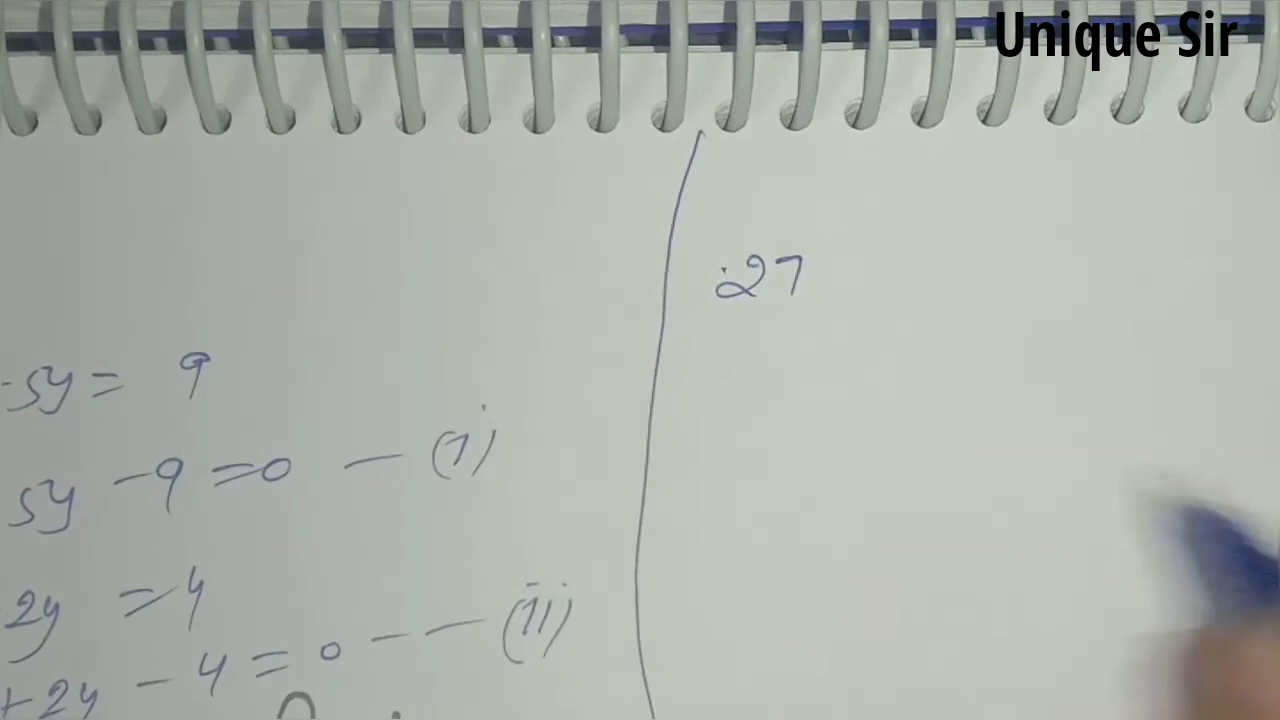 Unique Sir
27
-5y = 9
5y - 9 = 0 — (i)
2y = 4
+ 2y - 4 = 0 - — (ii)